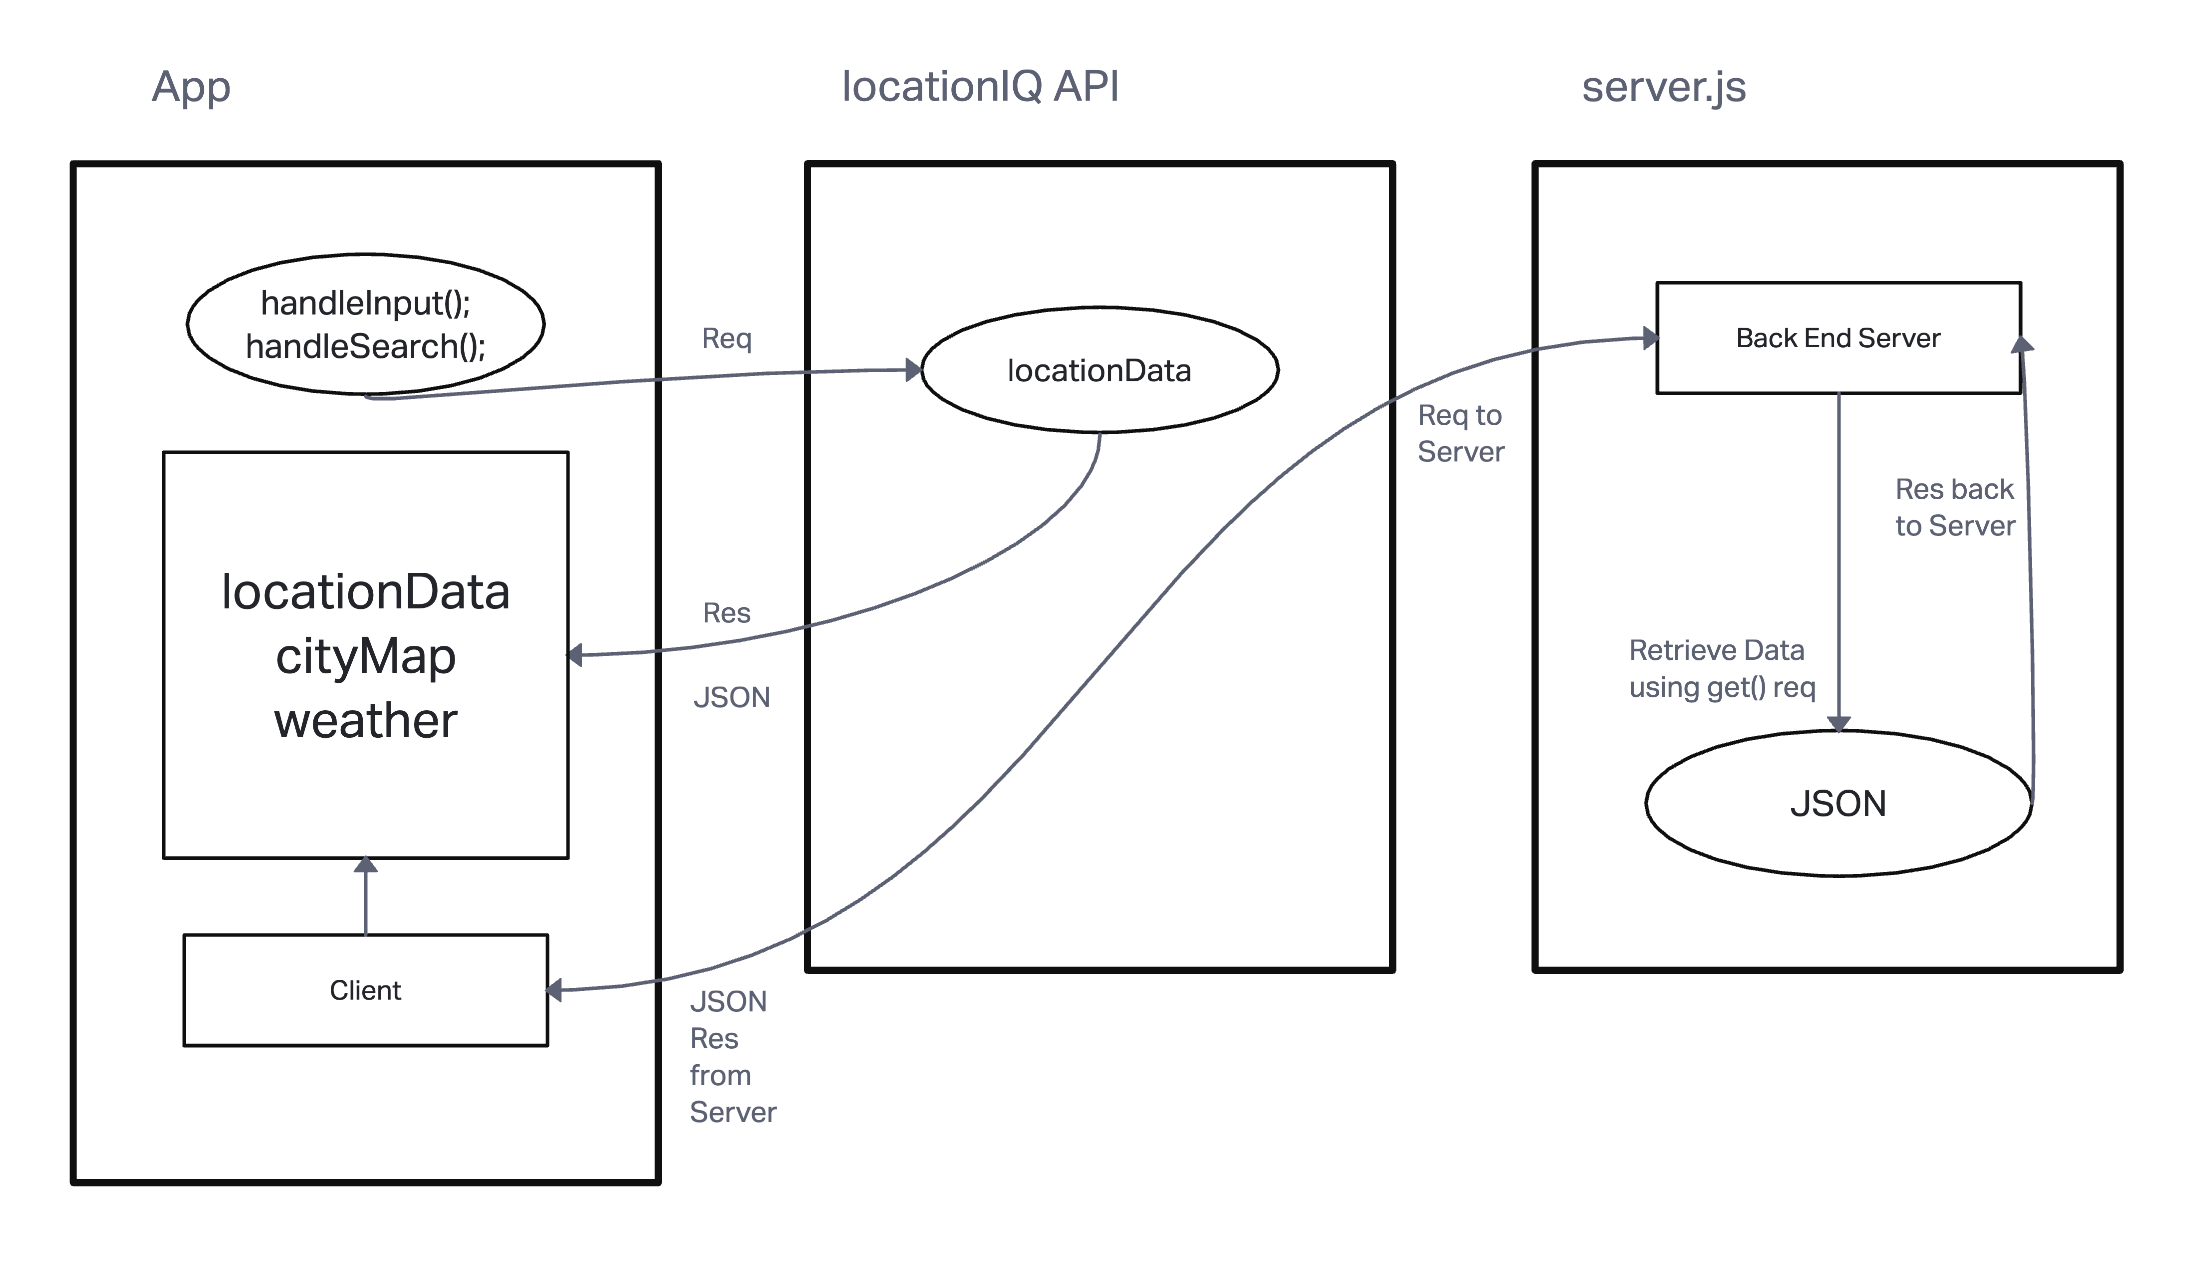 App
locationIQ API
server.js
handleInput();
handleSearch();
Req
locationData
Back End Server
Req to
Server
Res back
to Server
locationData
cityMap
weather
Res
JSON
Retrieve Data
using get() req
JSON
Client
JSON
Res
from
Server